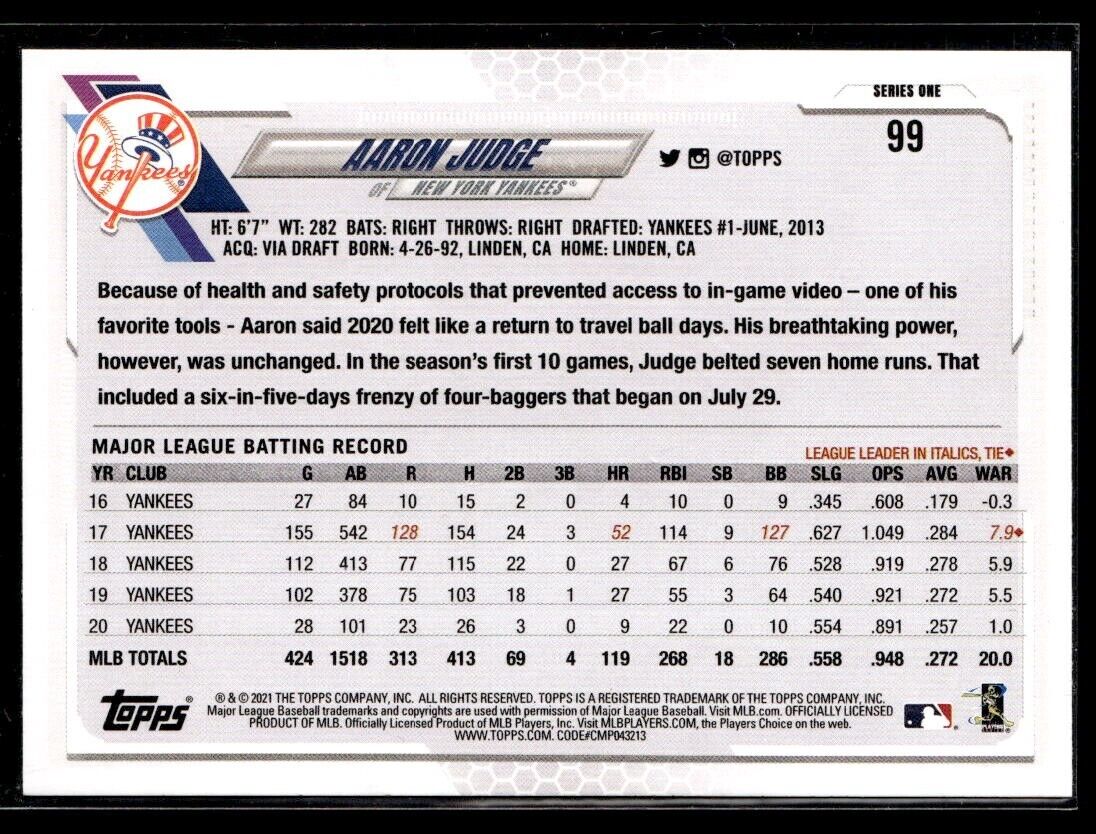 SERIES ONE
99
Yankees®
AARON JUDGE
@TOPPS
OF NEW YORK YANKEES®
HT: 6'7" WT: 282 BATS: RIGHT THROWS: RIGHT DRAFTED: YANKEES #1-JUNE, 2013
ACQ: VIA DRAFT BORN: 4-26-92, LINDEN, CA HOME: LINDEN, CA
Because of health and safety protocols that prevented access to in-game video – one of his
favorite tools - Aaron said 2020 felt like a return to travel ball days. His breathtaking power,
however, was unchanged. In the season's first 10 games, Judge belted seven home runs. That
included a six-in-five-days frenzy of four-baggers that began on July 29.
MAJOR LEAGUE BATTING RECORD
LEAGUE LEADER IN ITALICS, TIE◆
YR CLUB G AB R H 2B 3B HR RBI SB BB SLG OPS AVG WAR
16 YANKEES 27 84 10 15 2 0 4 10 0 9 .345 .608 .179 -0.3
17 YANKEES 155 542 128 154 24 3 52 114 9 127 .627 1.049 .284 7.9◆
18 YANKEES 112 413 77 115 22 0 27 67 6 76 .528 .919 .278 5.9
19 YANKEES 102 378 75 103 18 1 27 55 3 64 .540 .921 .272 5.5
20 YANKEES 28 101 23 26 3 0 9 22 0 10 .554 .891 .257 1.0
MLB TOTALS 424 1518 313 413 69 4 119 268 18 286 .558 .948 .272 20.0
Topps®
® & © 2021 THE TOPPS COMPANY, INC. ALL RIGHTS RESERVED. TOPPS IS A REGISTERED TRADEMARK OF THE TOPPS COMPANY, INC.
Major League Baseball trademarks and copyrights are used with permission of Major League Baseball. Visit MLB.com. OFFICIALLY LICENSED
PRODUCT OF MLB. Officially Licensed Product of MLB Players, Inc. Visit MLBPLAYERS.COM, the Players Choice on the web.
WWW.TOPPS.COM. CODE#CMP043213